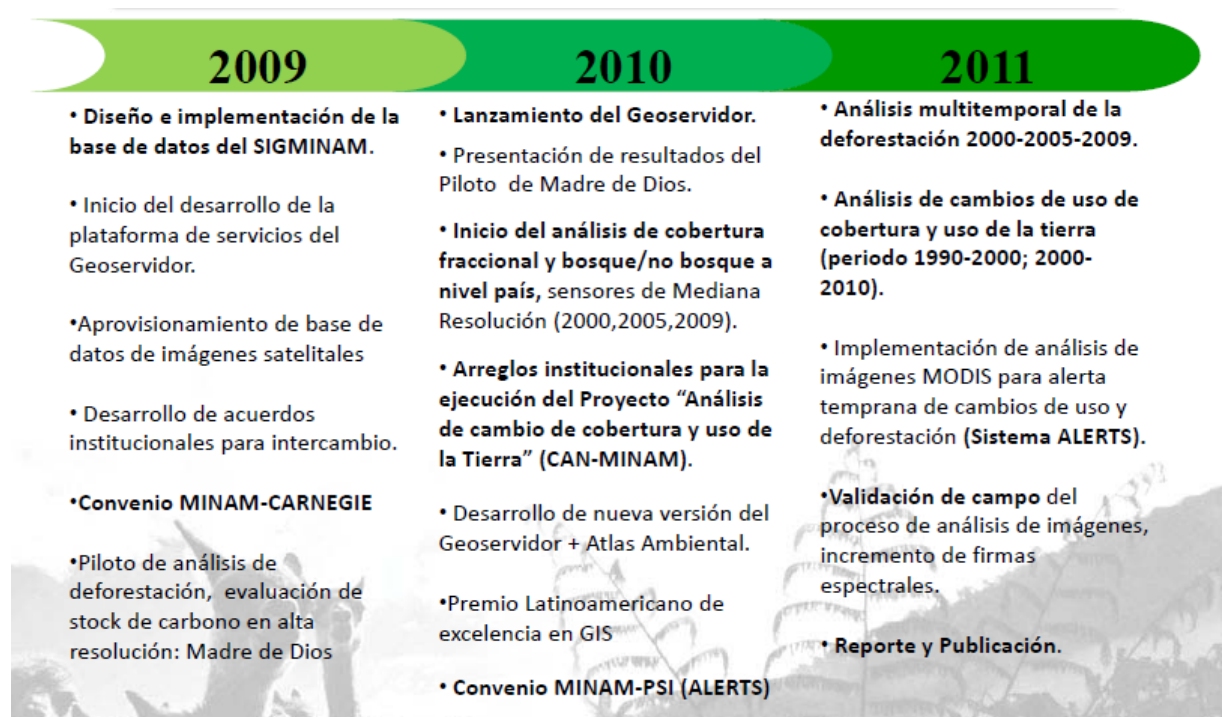 2009
• Diseño e implementación de la
base de datos del SIGMINAM.
• Inicio del desarrollo de la
plataforma de servicios del
Geoservidor.
•Aprovisionamiento de base de
datos de imágenes satelitales
• Desarrollo de acuerdos
institucionales para intercambio.
•Convenio MINAM-CARNEGIE
•Piloto de análisis de
deforestación, evaluación de
stock de carbono en alta
resolución: Madre de Dios
2010
• Lanzamiento del Geoservidor.
• Presentación de resultados del
Piloto de Madre de Dios.
• Inicio del análisis de cobertura
fraccional y bosque/no bosque a
nivel país, sensores de Mediana
Resolución (2000,2005,2009).
• Arreglos institucionales para la
ejecución del Proyecto “Análisis
de cambio de cobertura y uso de
la Tierra” (CAN-MINAM).
• Desarrollo de nueva versión del
Geoservidor + Atlas Ambiental.
•Premio Latinoamericano de
excelencia en GIS
• Convenio MINAM-PSI (ALERTS)
2011
• Análisis multitemporal de la
deforestación 2000-2005-2009.
• Análisis de cambios de uso de
cobertura y uso de la tierra
(periodo 1990-2000; 2000-
2010).
• Implementación de análisis de
imágenes MODIS para alerta
temprana de cambios de uso y
deforestación (Sistema ALERTS).
•Validación de campo del
proceso de análisis de imágenes,
incremento de firmas
espectrales.
• Reporte y Publicación.